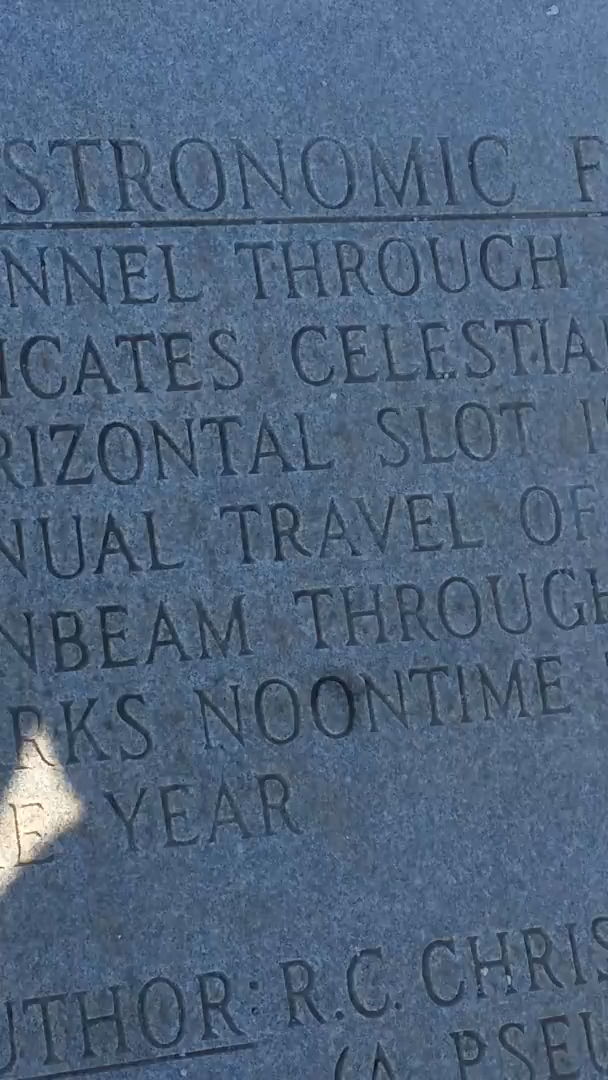 STRONOMIC F
NNEL THROUGH
ICATES CELESTIA
RIZONTAL SLOT I
NUAL TRAVEL OF
NBEAM THROUGH
RKS NOONTIME
E YEAR
UTHOR: R.C. CHRIS
(A PSEU